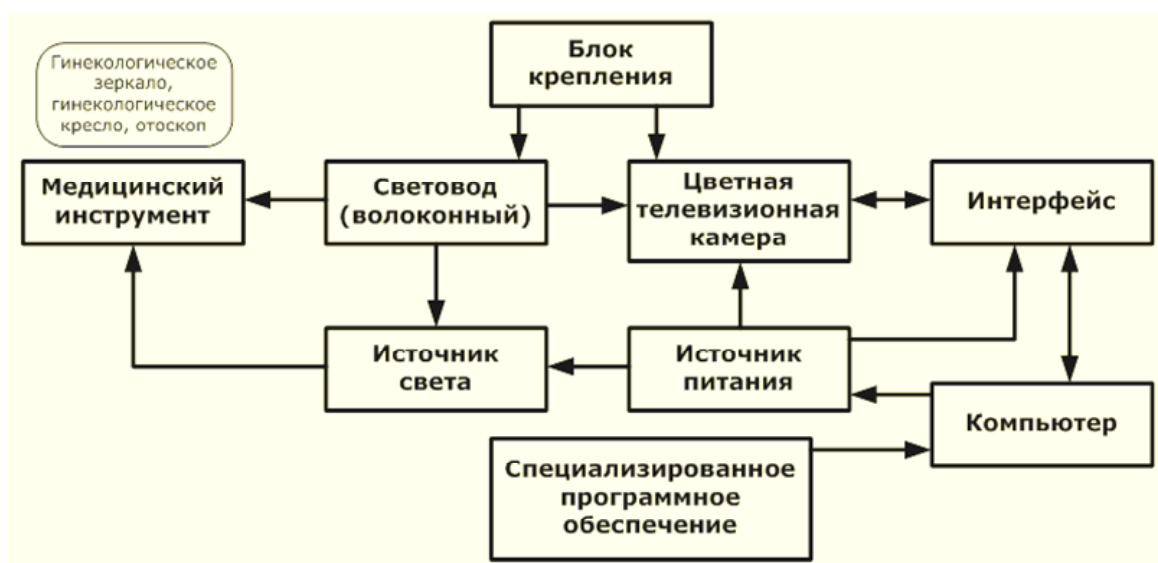 Блок
крепления
Гинекологическое
зеркало,
гинекологическое
кресло, отоскоп
Медицинский
инструмент
Световод
(волоконный)
Цветная
телевизионная
камера
Интерфейс
Источник
света
Источник
питания
Компьютер
Специализированное
программное
обеспечение